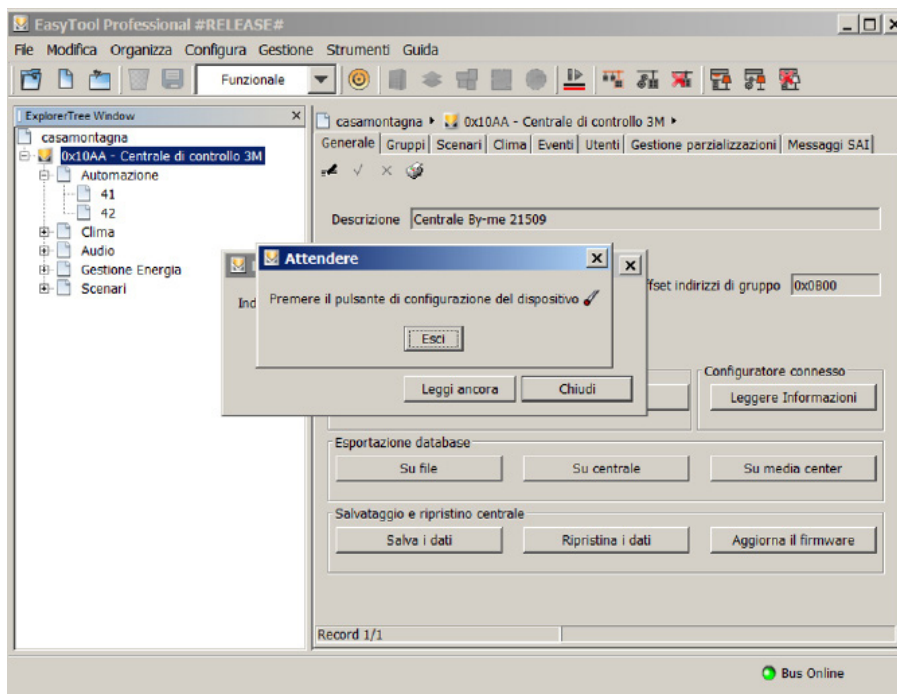 EasyTool Professional #RELEASE#
File Modifica Organizza Configura Gestione Strumenti Guida
Funzionale
ExplorerTree Window
casamontagna
0x10AA - Centrale di controllo 3M
Automazione
41
42
Clima
Audio
Gestione Energia
Scenari
casamontagna 0x10AA - Centrale di controllo 3M
Generale Gruppi Scenari Clima Eventi Utenti Gestione parzializzazioni Messaggi SAI
Descrizione Centrale By-me 21509
ffset indirizzi di gruppo 0x0B00
Attendere
Ind
Premere il pulsante di configurazione del dispositivo
Esci
Leggi ancora Chiudi
Configuratore connesso
Leggere Informazioni
Esportazione database
Su file Su centrale Su media center
Salvataggio e ripristino centrale
Salva i dati Ripristina i dati Aggiorna il firmware
Record 1/1
Bus Online